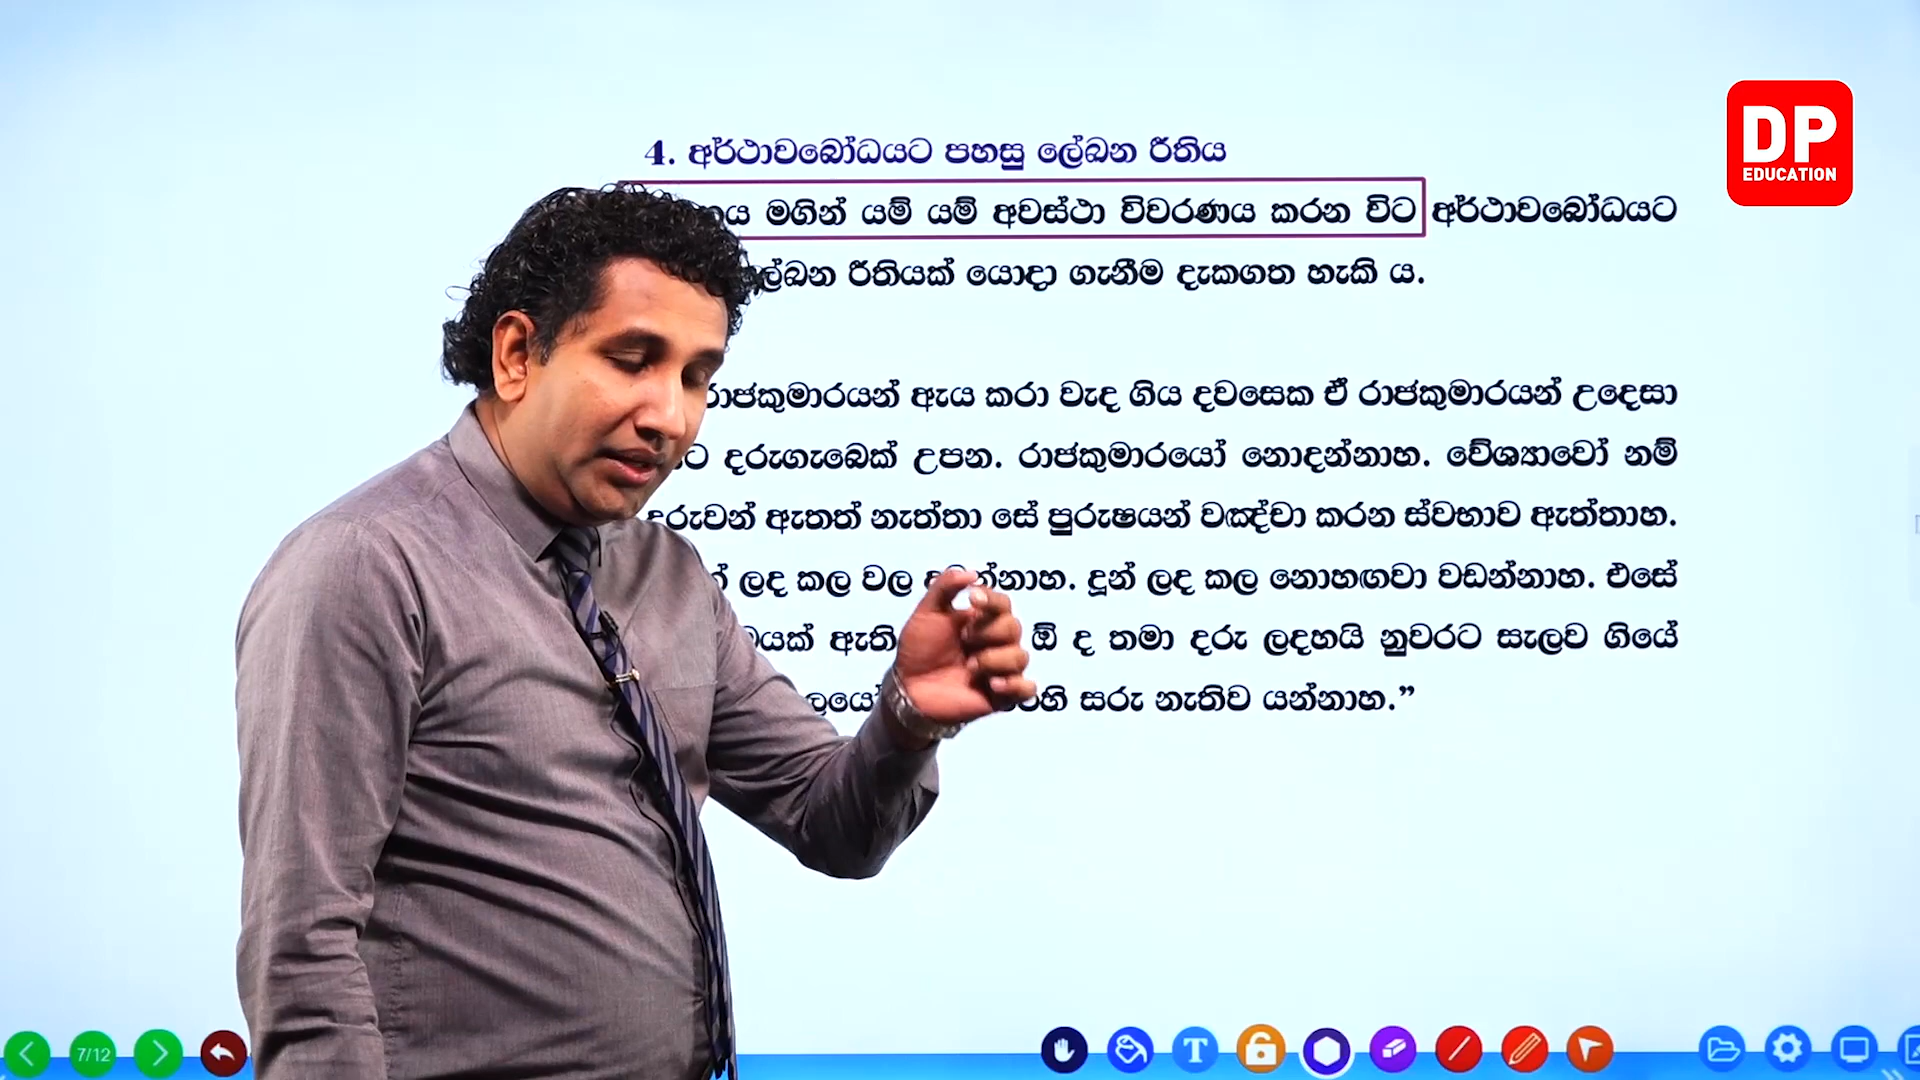 DP
EDUCATION
4. අර්ථාවබෝධයට පහසු ලේඛන රීතිය
මගින් යම් යම් අවස්ථා විවරණය කරන විට අර්ථාවබෝධයට
ලේඛන රීතියක් යොදා ගැනීම දැකගත හැකි ය.
රාජකුමාරයන් ඇය කරා වැද ගිය දවසෙක ඒ රාජකුමාරයන් උදෙසා
දරුගැබෙක් උපන. රාජකුමාරයෝ නොදන්නාහ. වේශ්‍යාවෝ නම්
දරුවන් ඇතත් නැත්තා සේ පුරුෂයන් වඤ්චා කරන ස්වභාව ඇත්තාහ.
ලද කල වල දූන් ලද කල නොහඟවා වඩන්නාහ. එසේ
ඕ ද තමා දරු ලදහයි නුවරට සැලව ගියේ
සරු නැතිව යන්නාහ.”
7/12